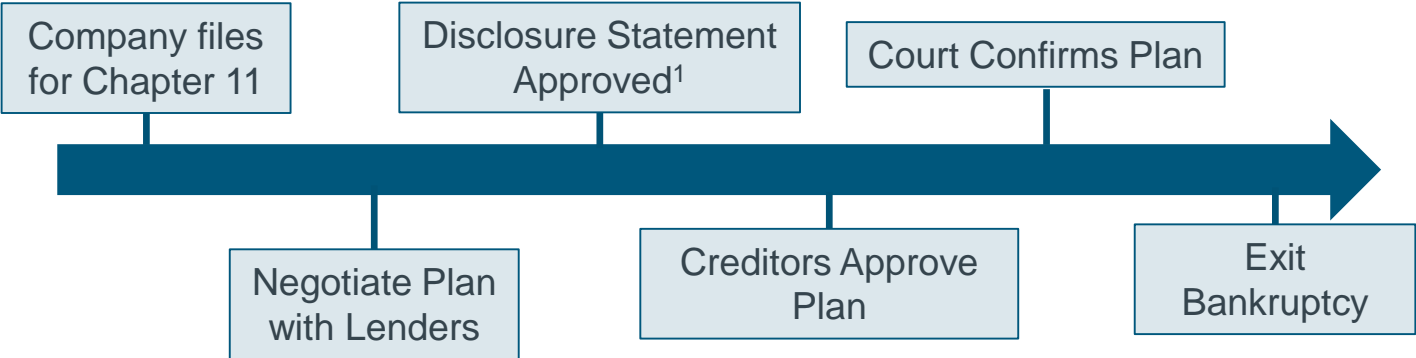 Company files
for Chapter 11
Negotiate Plan
with Lenders
Disclosure Statement
Approved¹
Creditors Approve
Plan
Court Confirms Plan
Exit
Bankruptcy